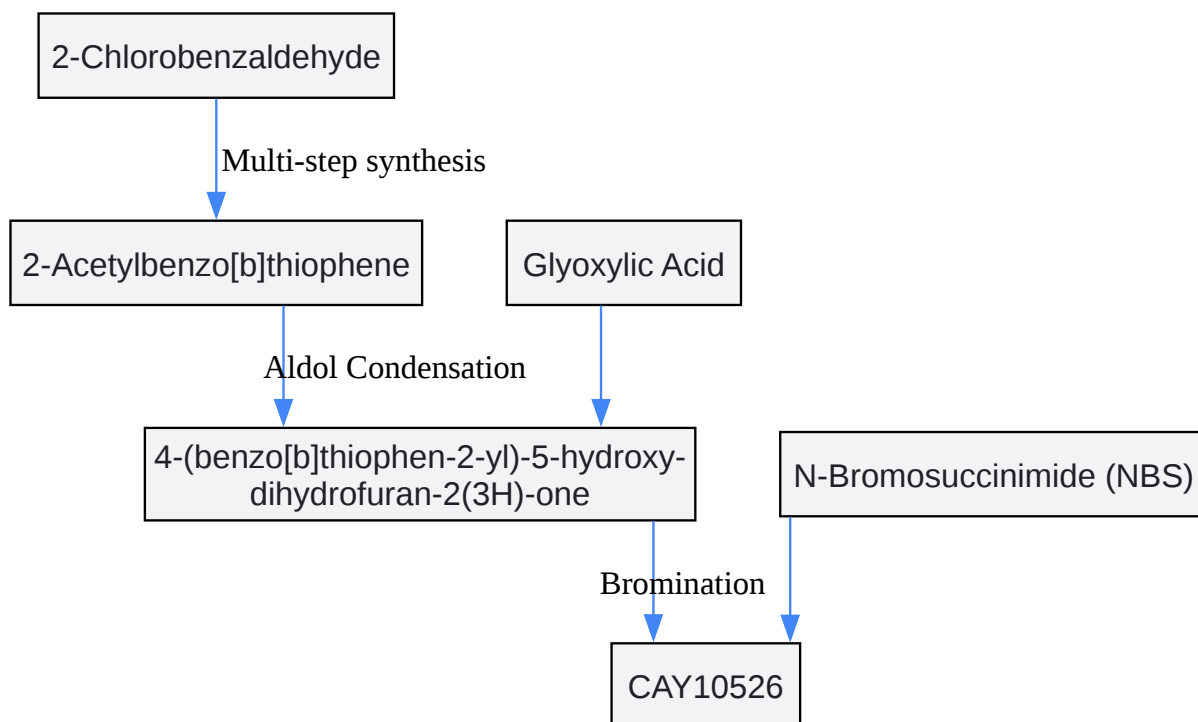 2-Chlorobenzaldehyde
Multi-step synthesis
2-Acetylbenzo[b]thiophene
Glyoxylic Acid
Aldol Condensation
4-(benzo[b]thiophen-2-yl)-5-hydroxy-
dihydrofuran-2(3H)-one
N-Bromosuccinimide (NBS)
Bromination
CAY10526